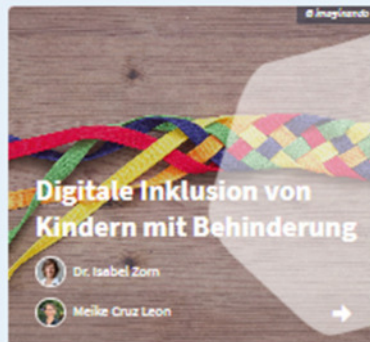 © imaginando
Digitale Inklusion von
Kindern mit Behinderung
Dr. Isabel Zorn
Meike Cruz Leon